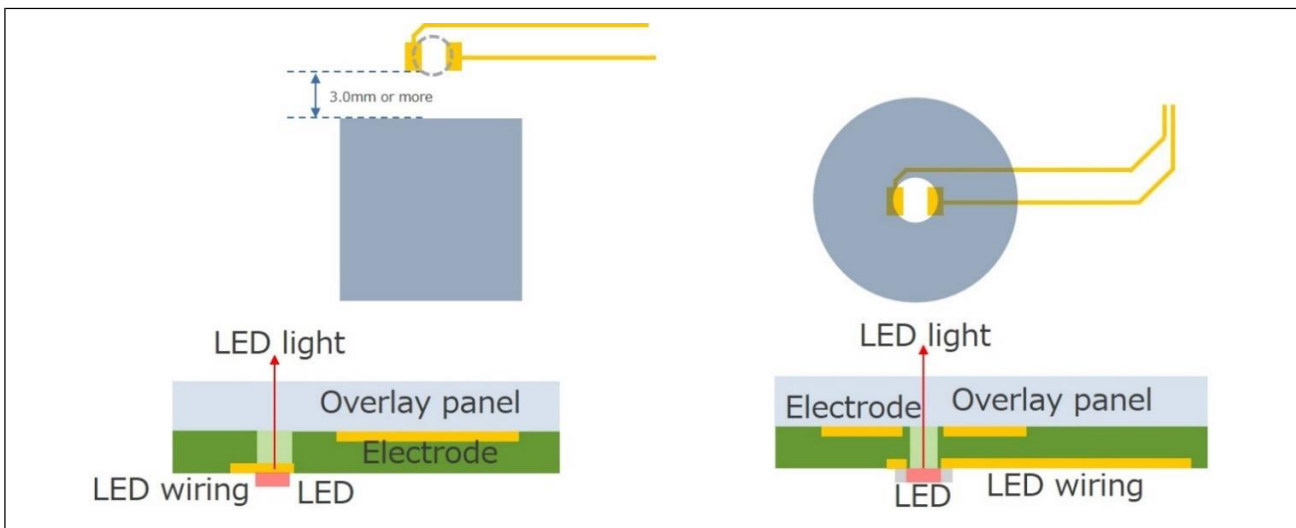 3.0mm or more
LED light
Overlay panel
Electrode
LED wiring
LED
LED light
Electrode
Overlay panel
LED
LED wiring